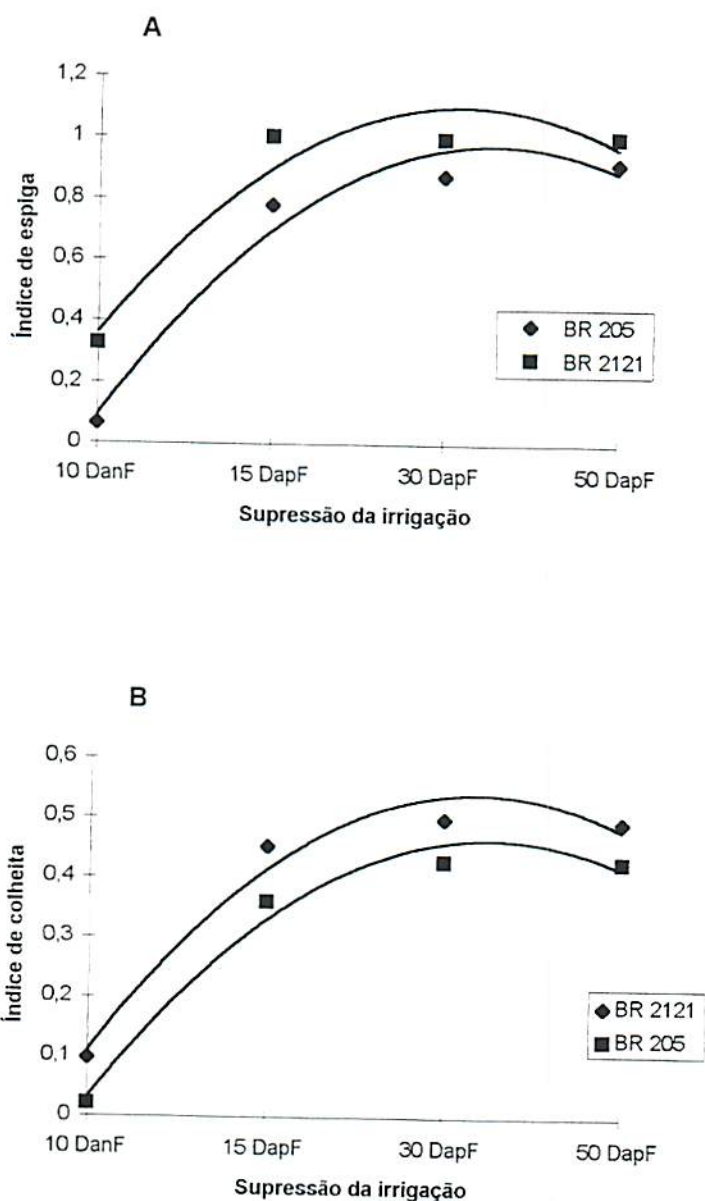 A
1,2
1
0,8
0,6
0,4
0,2
0
Índice de espiga
BR 205
BR 2121
10 DanF 15 DapF 30 DapF 50 DapF
Supressão da irrigação
B
0,6
0,5
0,4
0,3
0,2
0,1
0
Índice de colheita
BR 2121
BR 205
10 DanF 15 DapF 30 DapF 50 DapF
Supressão da irrigação